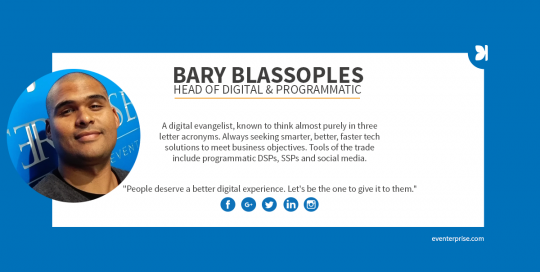 BARY BLASSOPLES
HEAD OF DIGITAL & PROGRAMMATIC
A digital evangelist, known to think almost purely in three
letter acronyms. Always seeking smarter, better, faster tech
solutions to meet business objectives. Tools of the trade
include programmatic DSPs, SSPs and social media.
"People deserve a better digital experience. Let's be the one to give it to them."
eventerprise.com